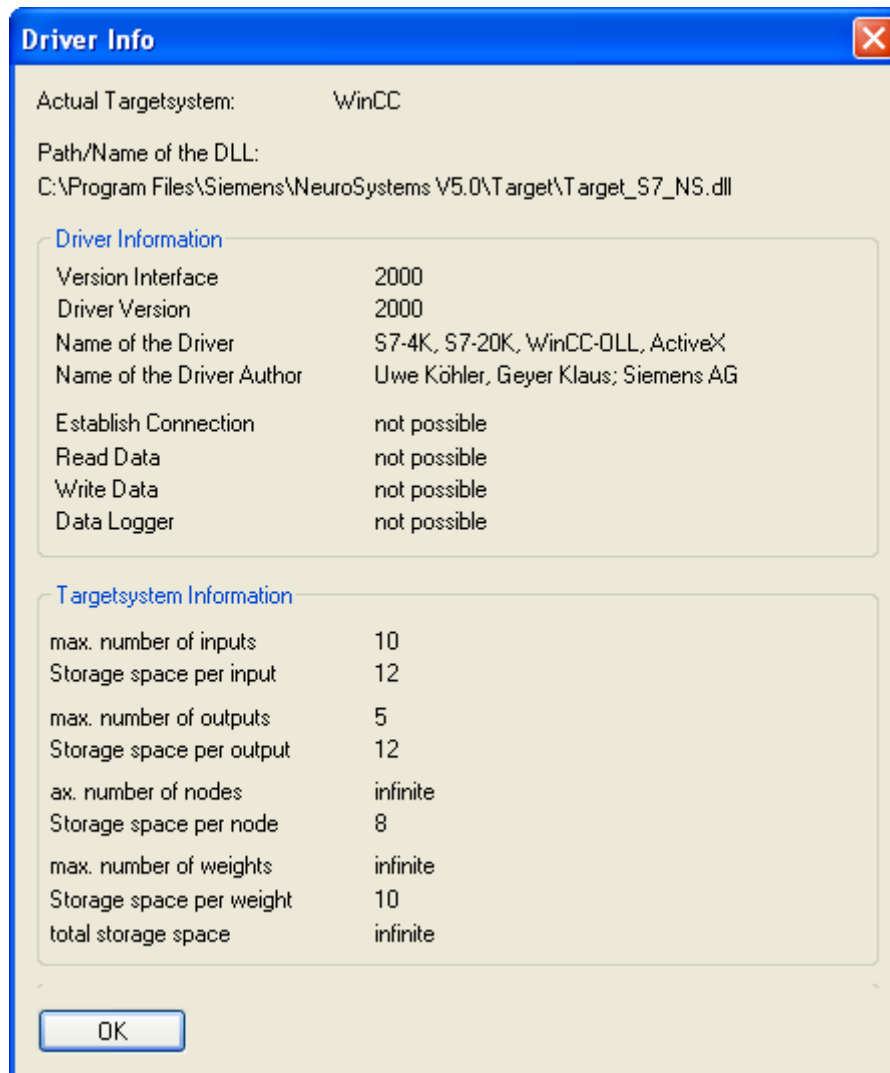 Driver Info
Actual Targetsystem: WinCC
Path/Name of the DLL:
C:\Program Files\Siemens\NeuroSystems V5.0\Target\Target_S7_NS.dll
Driver Information
Version Interface 2000
Driver Version 2000
Name of the Driver S7-4K, S7-20K, WinCC-OLL, ActiveX
Name of the Driver Author Uwe Köhler, Geyer Klaus; Siemens AG
Establish Connection not possible
Read Data not possible
Write Data not possible
Data Logger not possible
Targetsystem Information
max. number of inputs 10
Storage space per input 12
max. number of outputs 5
Storage space per output 12
ax. number of nodes infinite
Storage space per node 8
max. number of weights infinite
Storage space per weight 10
total storage space infinite
OK